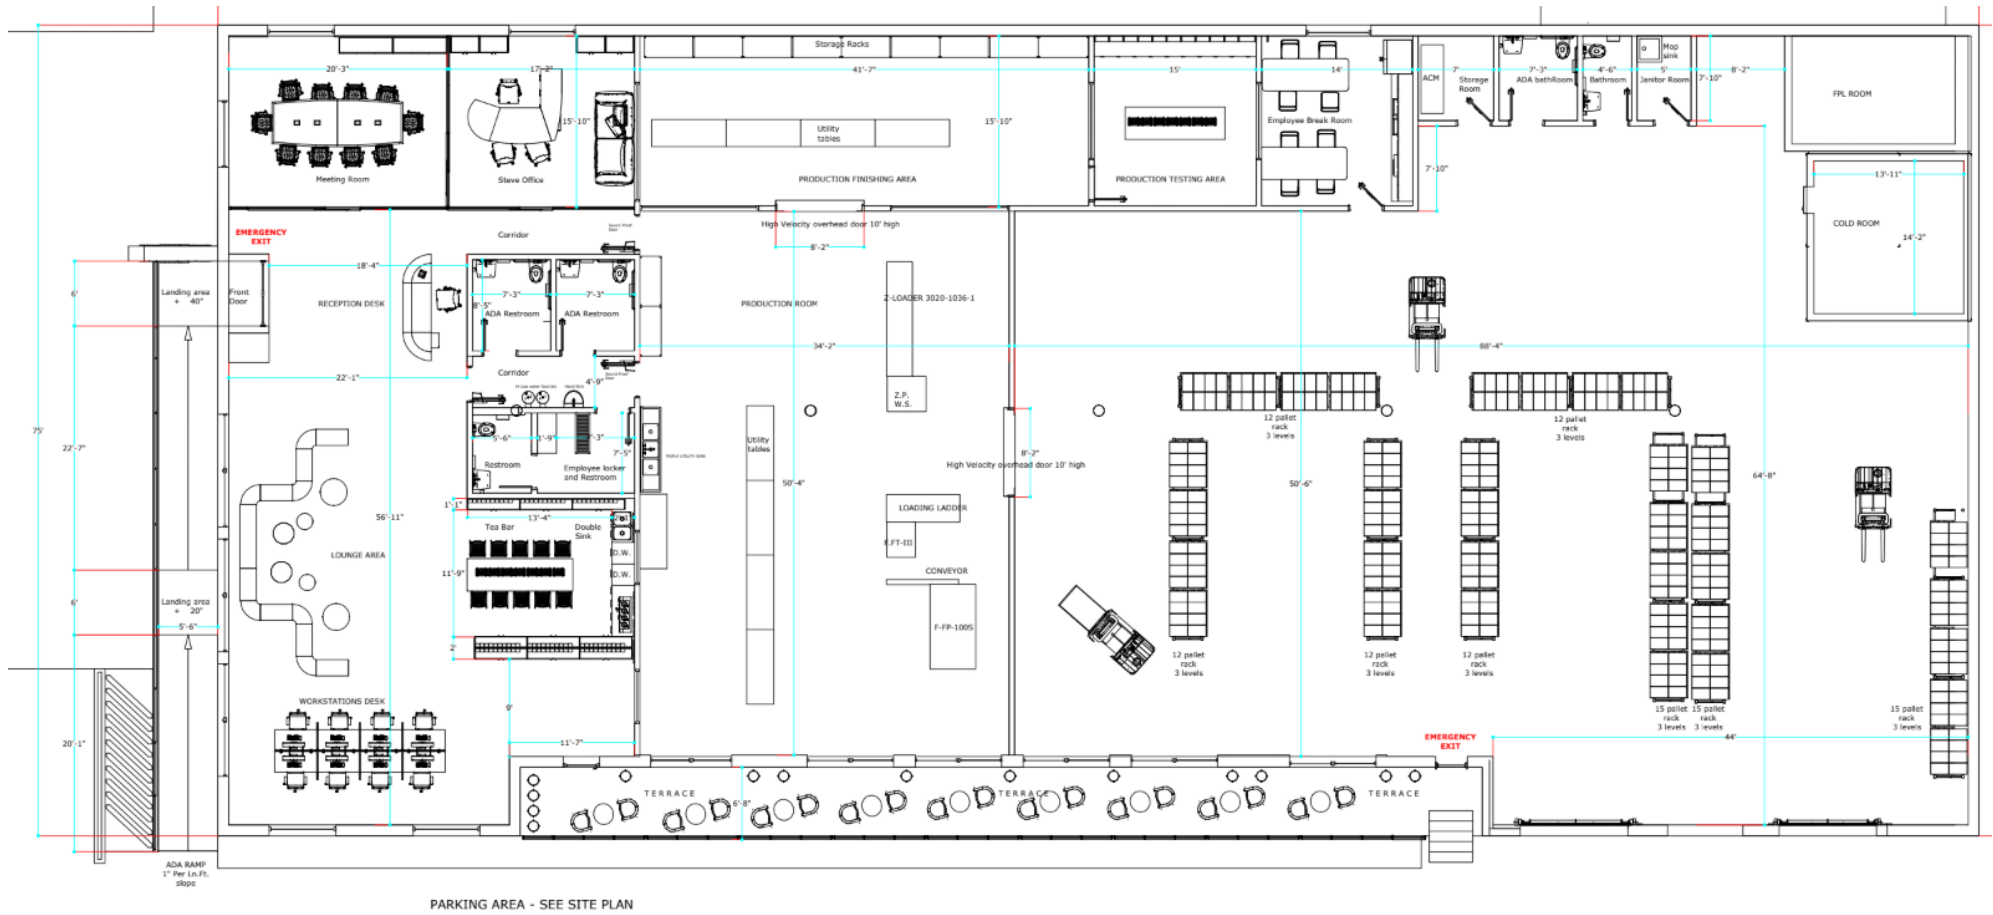 Storage Racks
20'-3"
17'-2"
41'-7"
15'
14'
7'
7'-3"
4'-6"
5'
8'-2"
Mop
sink
ACM
Storage
Room
ADA bathRoom
Bathroom
Janitor Room
7'-10"
FPL ROOM
15'-10"
15'-10"
Utility
tables
Employee Break Room
Meeting Room
Steve Office
PRODUCTION FINISHING AREA
PRODUCTION TESTING AREA
7'-10"
13'-11"
COLD ROOM
14'-2"
EMERGENCY
EXIT
Corridor
High Velocity overhead door 10' high
8'-2"
18'-4"
6'
Landing area
+ 40"
Front
Door
RECEPTION DESK
7'-3"
7'-3"
8'-5"
ADA Restroom
ADA Restroom
PRODUCTION ROOM
Z-LOADER 3020-1036-1
34'-2"
88'-4"
22'-1"
Corridor
4'-9"
Z.P.
W.S.
75'
22'-7"
5'-6"
1'-9"
7'-3"
7'-5"
Restroom
Employee locker
and Restroom
Utility
tables
High Velocity overhead door 10' high
8'-2"
12 pallet
rack
3 levels
12 pallet
rack
3 levels
50'-4"
50'-6"
64'-8"
1'-1"
13'-4"
56'-11"
Tea Bar
Double
Sink
LOADING LADDER
F.FT-III
D.W.
D.W.
LOUNGE AREA
11'-9"
CONVEYOR
F-FP-100S
6'
Landing area
+ 20"
5'-6"
2'
12 pallet
rack
3 levels
12 pallet
rack
3 levels
12 pallet
rack
3 levels
WORKSTATIONS DESK
9'
15 pallet
rack
3 levels
15 pallet
rack
3 levels
15 pallet
rack
3 levels
20'-1"
11'-7"
EMERGENCY
EXIT
44'
6'-8"
TERRACE
TERRACE
TERRACE
ADA RAMP
1" Per Ln.Ft.
slope
PARKING AREA - SEE SITE PLAN